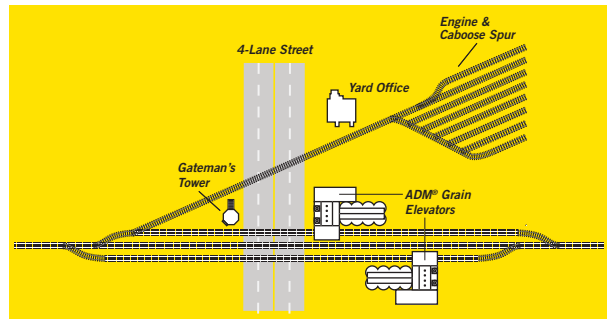 Engine &
Caboose Spur
4-Lane Street
Yard Office
Gateman's
Tower
ADM® Grain
Elevators